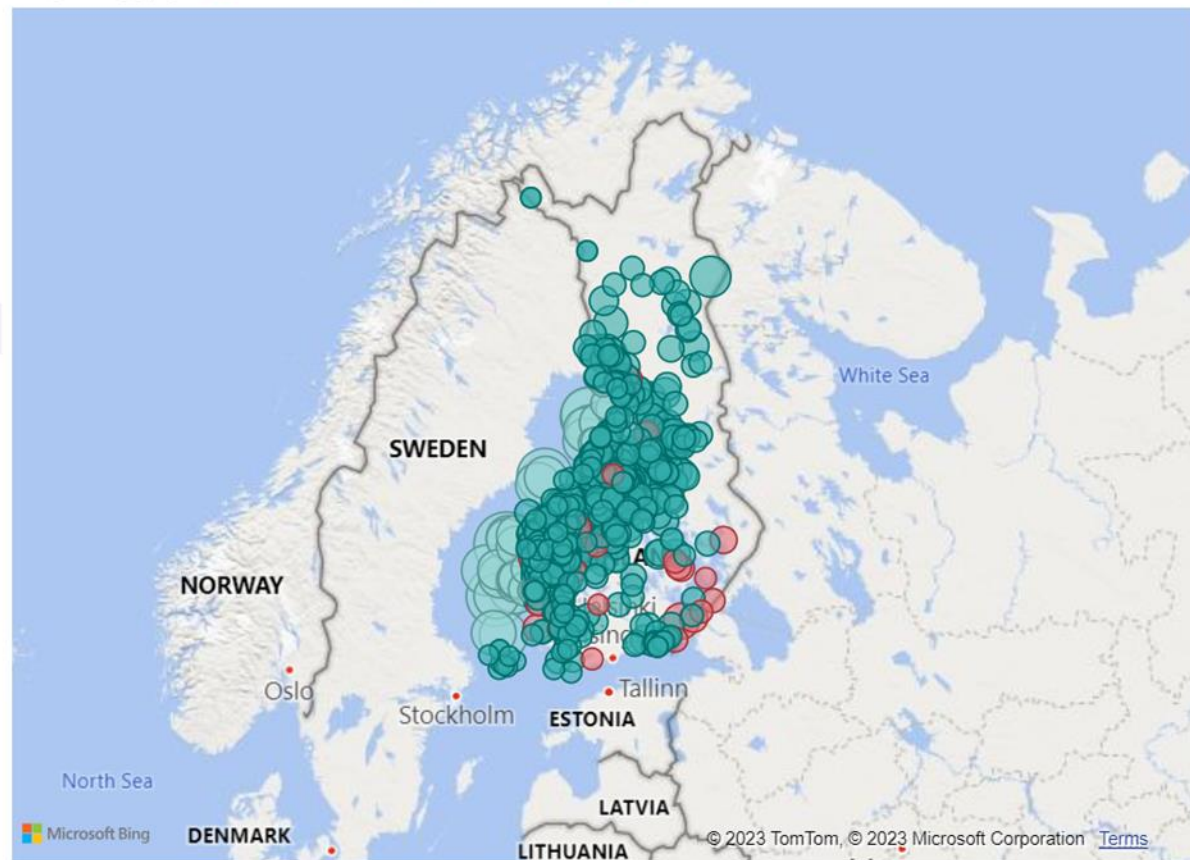 White Sea
SWEDEN
NORWAY
Oslo
Stockholm
Tallinn
ESTONIA
North Sea
LATVIA
Microsoft Bing
DENMARK
© 2023 TomTom, © 2023 Microsoft Corporation Terms
LITHUANIA